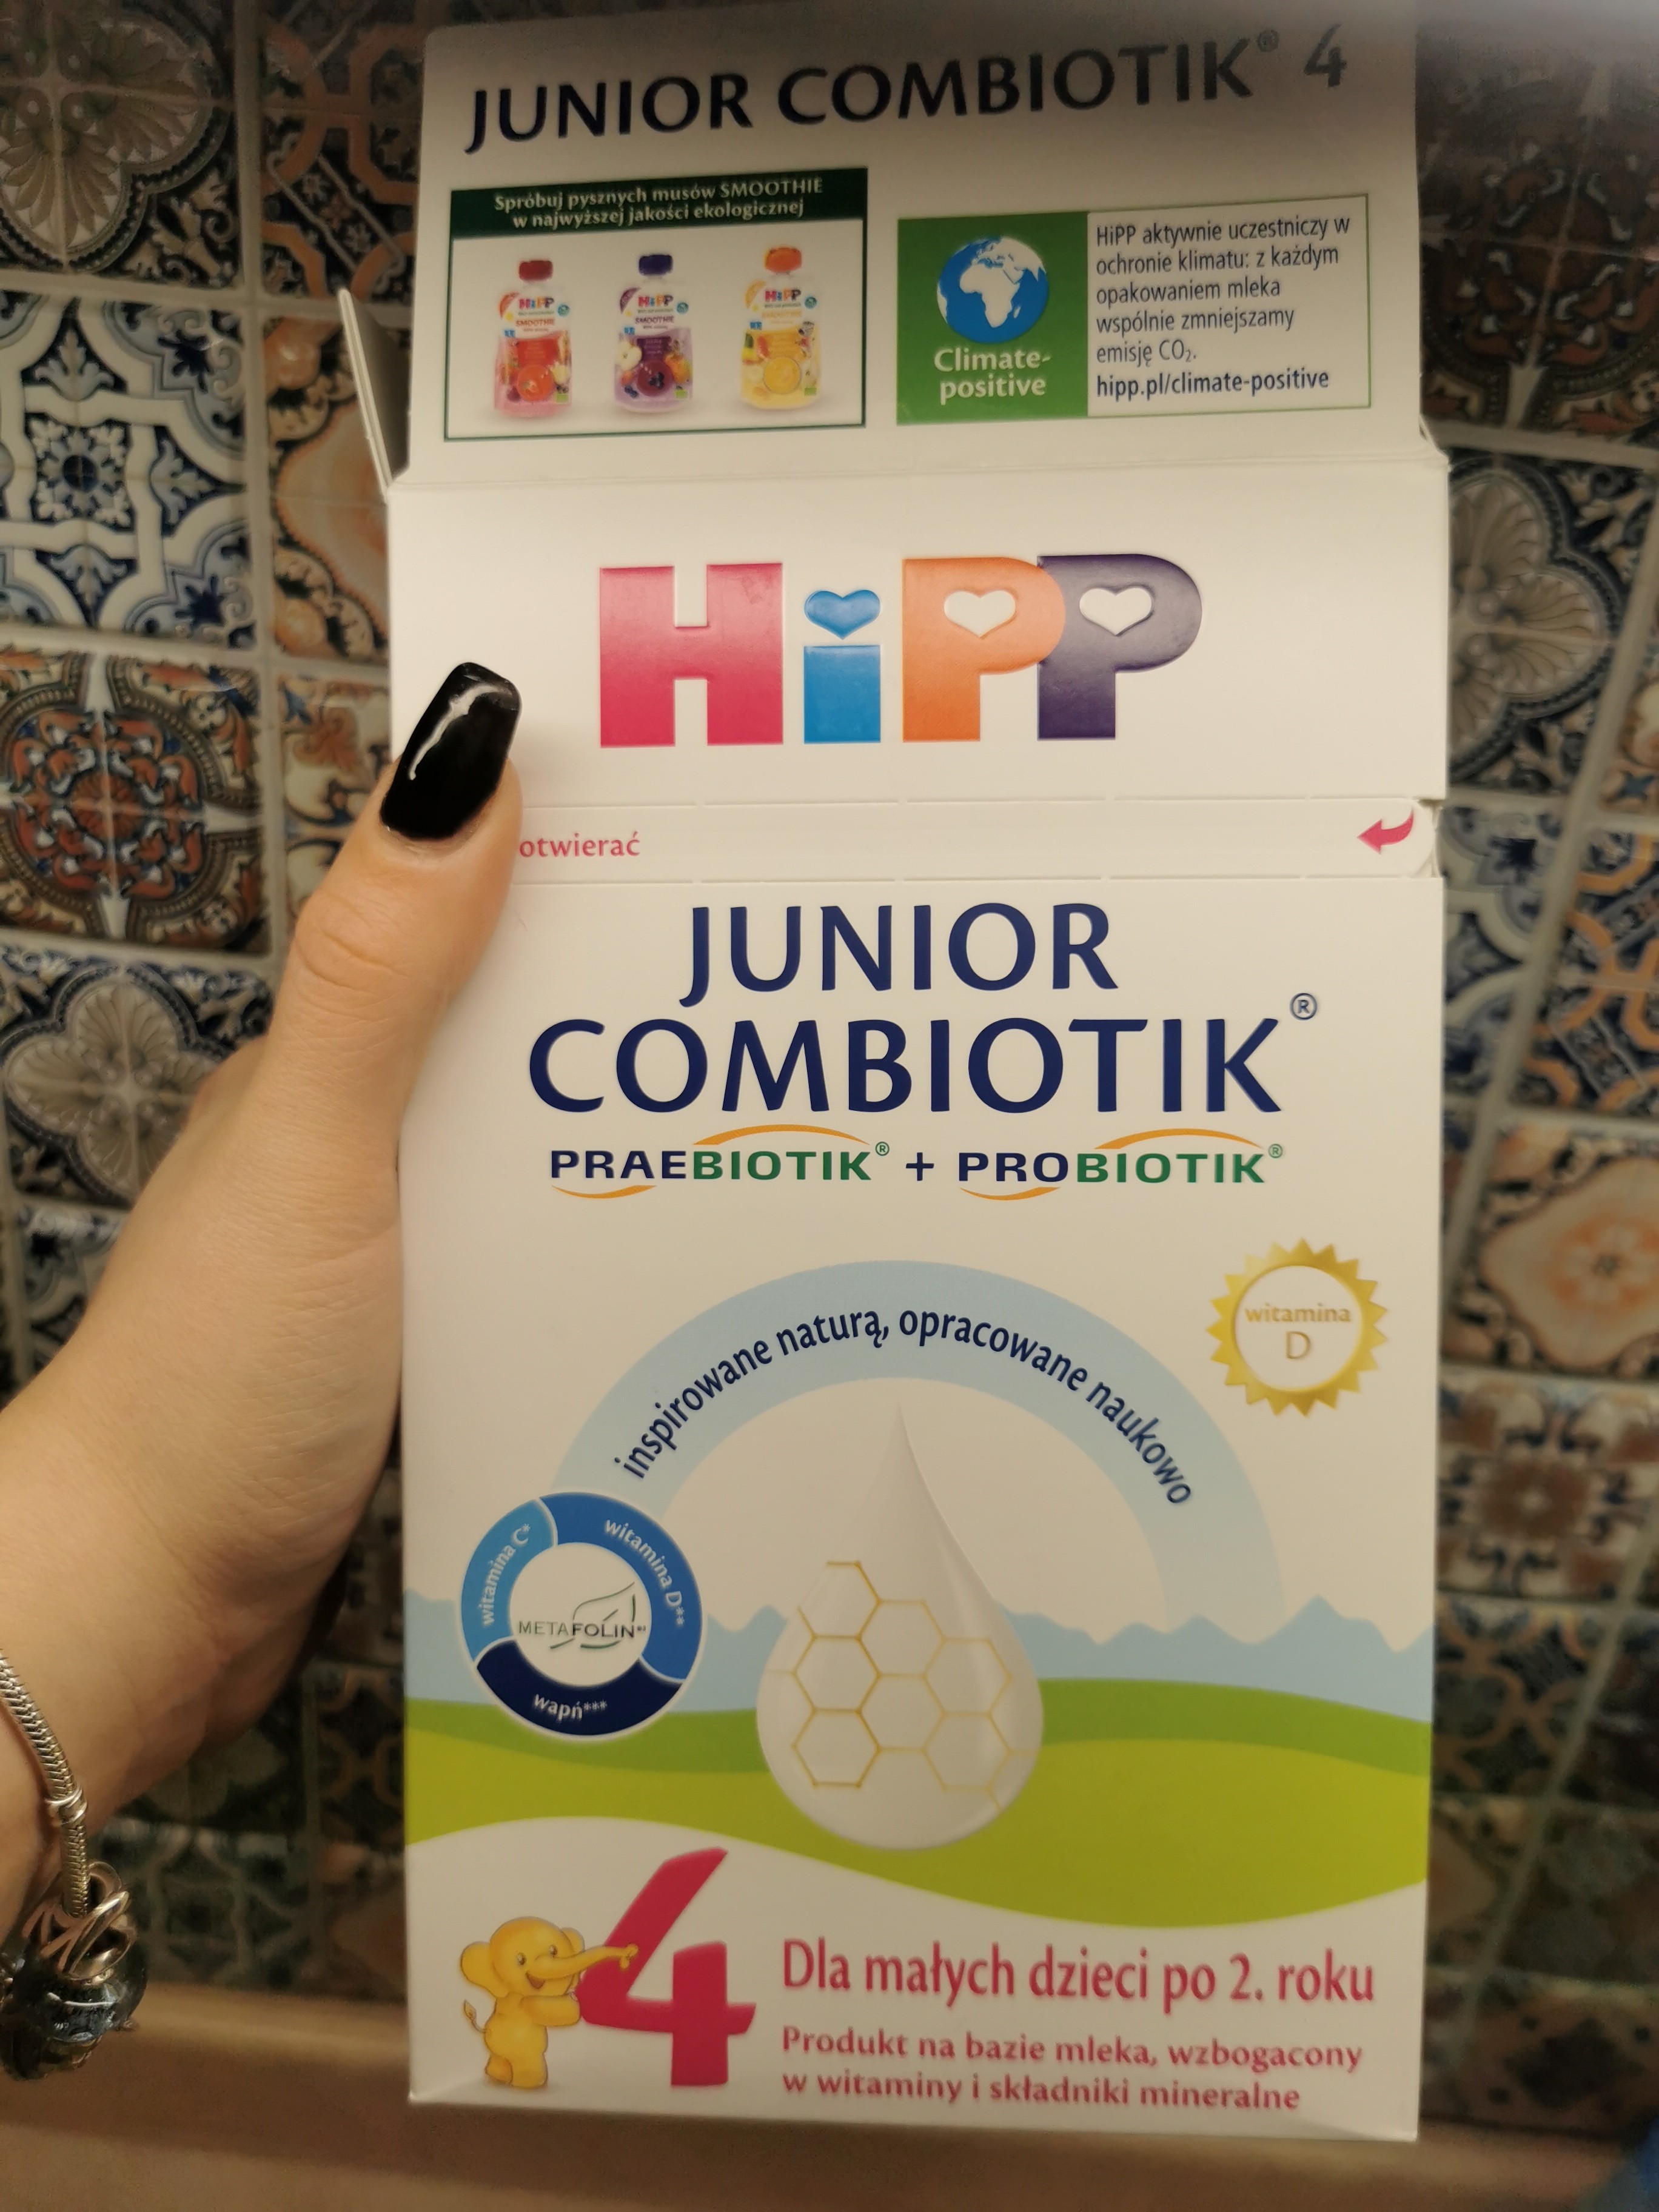 JUNIOR COMBIOTIK® 4
Spróbuj pysznych musów SMOOTHIE
w najwyższej jakości ekologicznej
HiPP
SMOOTHIE
HiPP
SMOOTHIE
HiPP
SMOOTHIE
Climate-
positive
HiPP aktywnie uczestniczy w
ochronie klimatu: z każdym
opakowaniem mleka
wspólnie zmniejszamy
emisję CO₂.
hipp.pl/climate-positive
HiPP
otwierać
JUNIOR
COMBIOTIK®
PRAEBIOTIK® + PROBIOTIK®
witamina
D
inspirowane naturą, opracowane naukowo
witamina C*
witamina D**
METAFOLIN
wapń***
4
Dla małych dzieci po 2. roku
Produkt na bazie mleka, wzbogacony
w witaminy i składniki mineralne